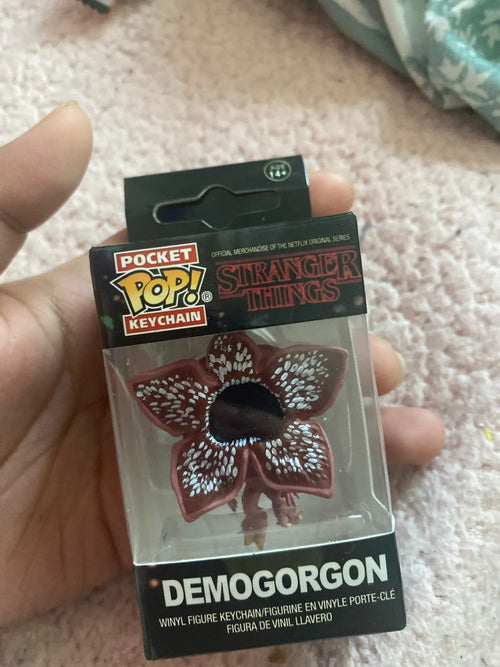 AGE
14+
POCKET
POP! ®
KEYCHAIN
OFFICIAL MERCHANDISE OF THE NETFLIX ORIGINAL SERIES
STRANGER
THINGS
DEMOGORGON
WINYL FIGURE KEYCHAIN/FIGURINE EN VINYLE PORTE-CLÉ
FIGURA DE VINIL LLAVERO